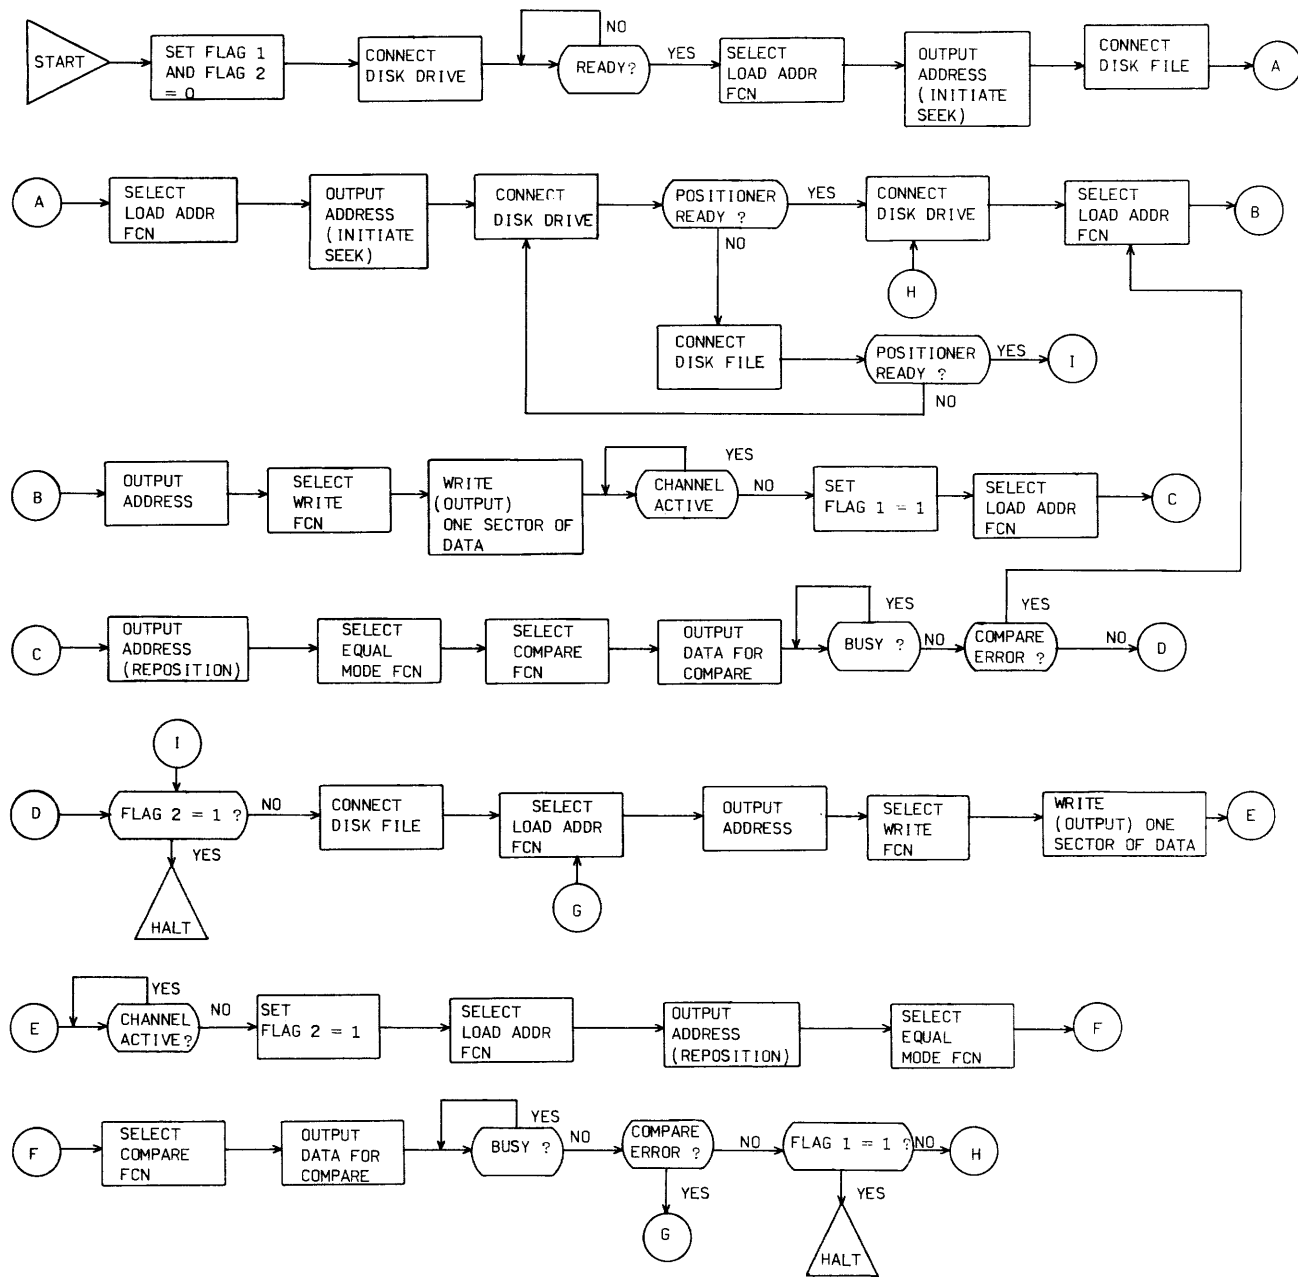 START
SET FLAG 1
AND FLAG 2
= 0
CONNECT
DISK DRIVE
NO
READY?
YES
SELECT
LOAD ADDR
FCN
OUTPUT
ADDRESS
(INITIATE
SEEK)
CONNECT
DISK FILE
A
A
SELECT
LOAD ADDR
FCN
OUTPUT
ADDRESS
(INITIATE
SEEK)
CONNECT
DISK DRIVE
POSITIONER
READY ?
YES
NO
CONNECT
DISK DRIVE
H
SELECT
LOAD ADDR
FCN
B
CONNECT
DISK FILE
POSITIONER
READY ?
YES
NO
I
B
OUTPUT
ADDRESS
SELECT
WRITE
FCN
WRITE
(OUTPUT)
ONE SECTOR OF
DATA
YES
CHANNEL
ACTIVE
NO
SET
FLAG 1 = 1
SELECT
LOAD ADDR
FCN
C
C
OUTPUT
ADDRESS
(REPOSITION)
SELECT
EQUAL
MODE FCN
SELECT
COMPARE
FCN
OUTPUT
DATA FOR
COMPARE
YES
BUSY ?
NO
YES
COMPARE
ERROR ?
NO
D
I
D
FLAG 2 = 1 ?
NO
YES
HALT
CONNECT
DISK FILE
SELECT
LOAD ADDR
FCN
G
OUTPUT
ADDRESS
SELECT
WRITE
FCN
WRITE
(OUTPUT) ONE
SECTOR OF DATA
E
E
YES
CHANNEL
ACTIVE?
NO
SET
FLAG 2 = 1
SELECT
LOAD ADDR
FCN
OUTPUT
ADDRESS
(REPOSITION)
SELECT
EQUAL
MODE FCN
F
F
SELECT
COMPARE
FCN
OUTPUT
DATA FOR
COMPARE
YES
BUSY ?
NO
COMPARE
ERROR ?
NO
YES
G
FLAG 1 = 1 ?
NO
H
YES
HALT